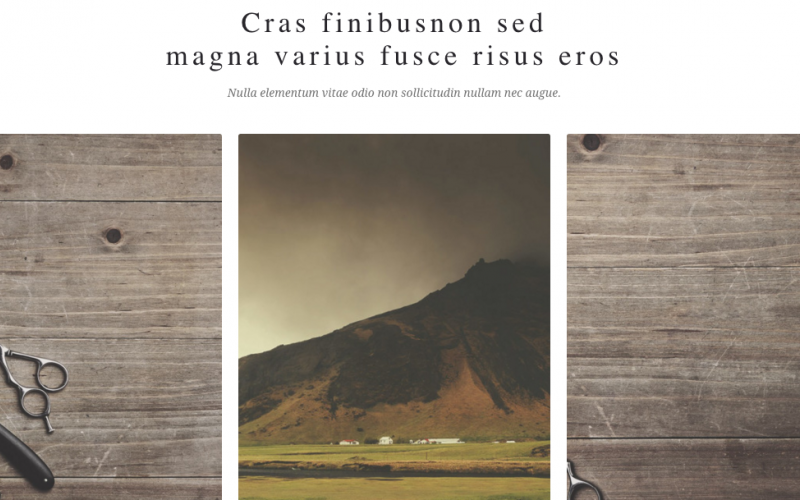 Cras finibusnon sed
magna varius fusce risus eros
Nulla elementum vitae odio non sollicitudin nullam nec augue.